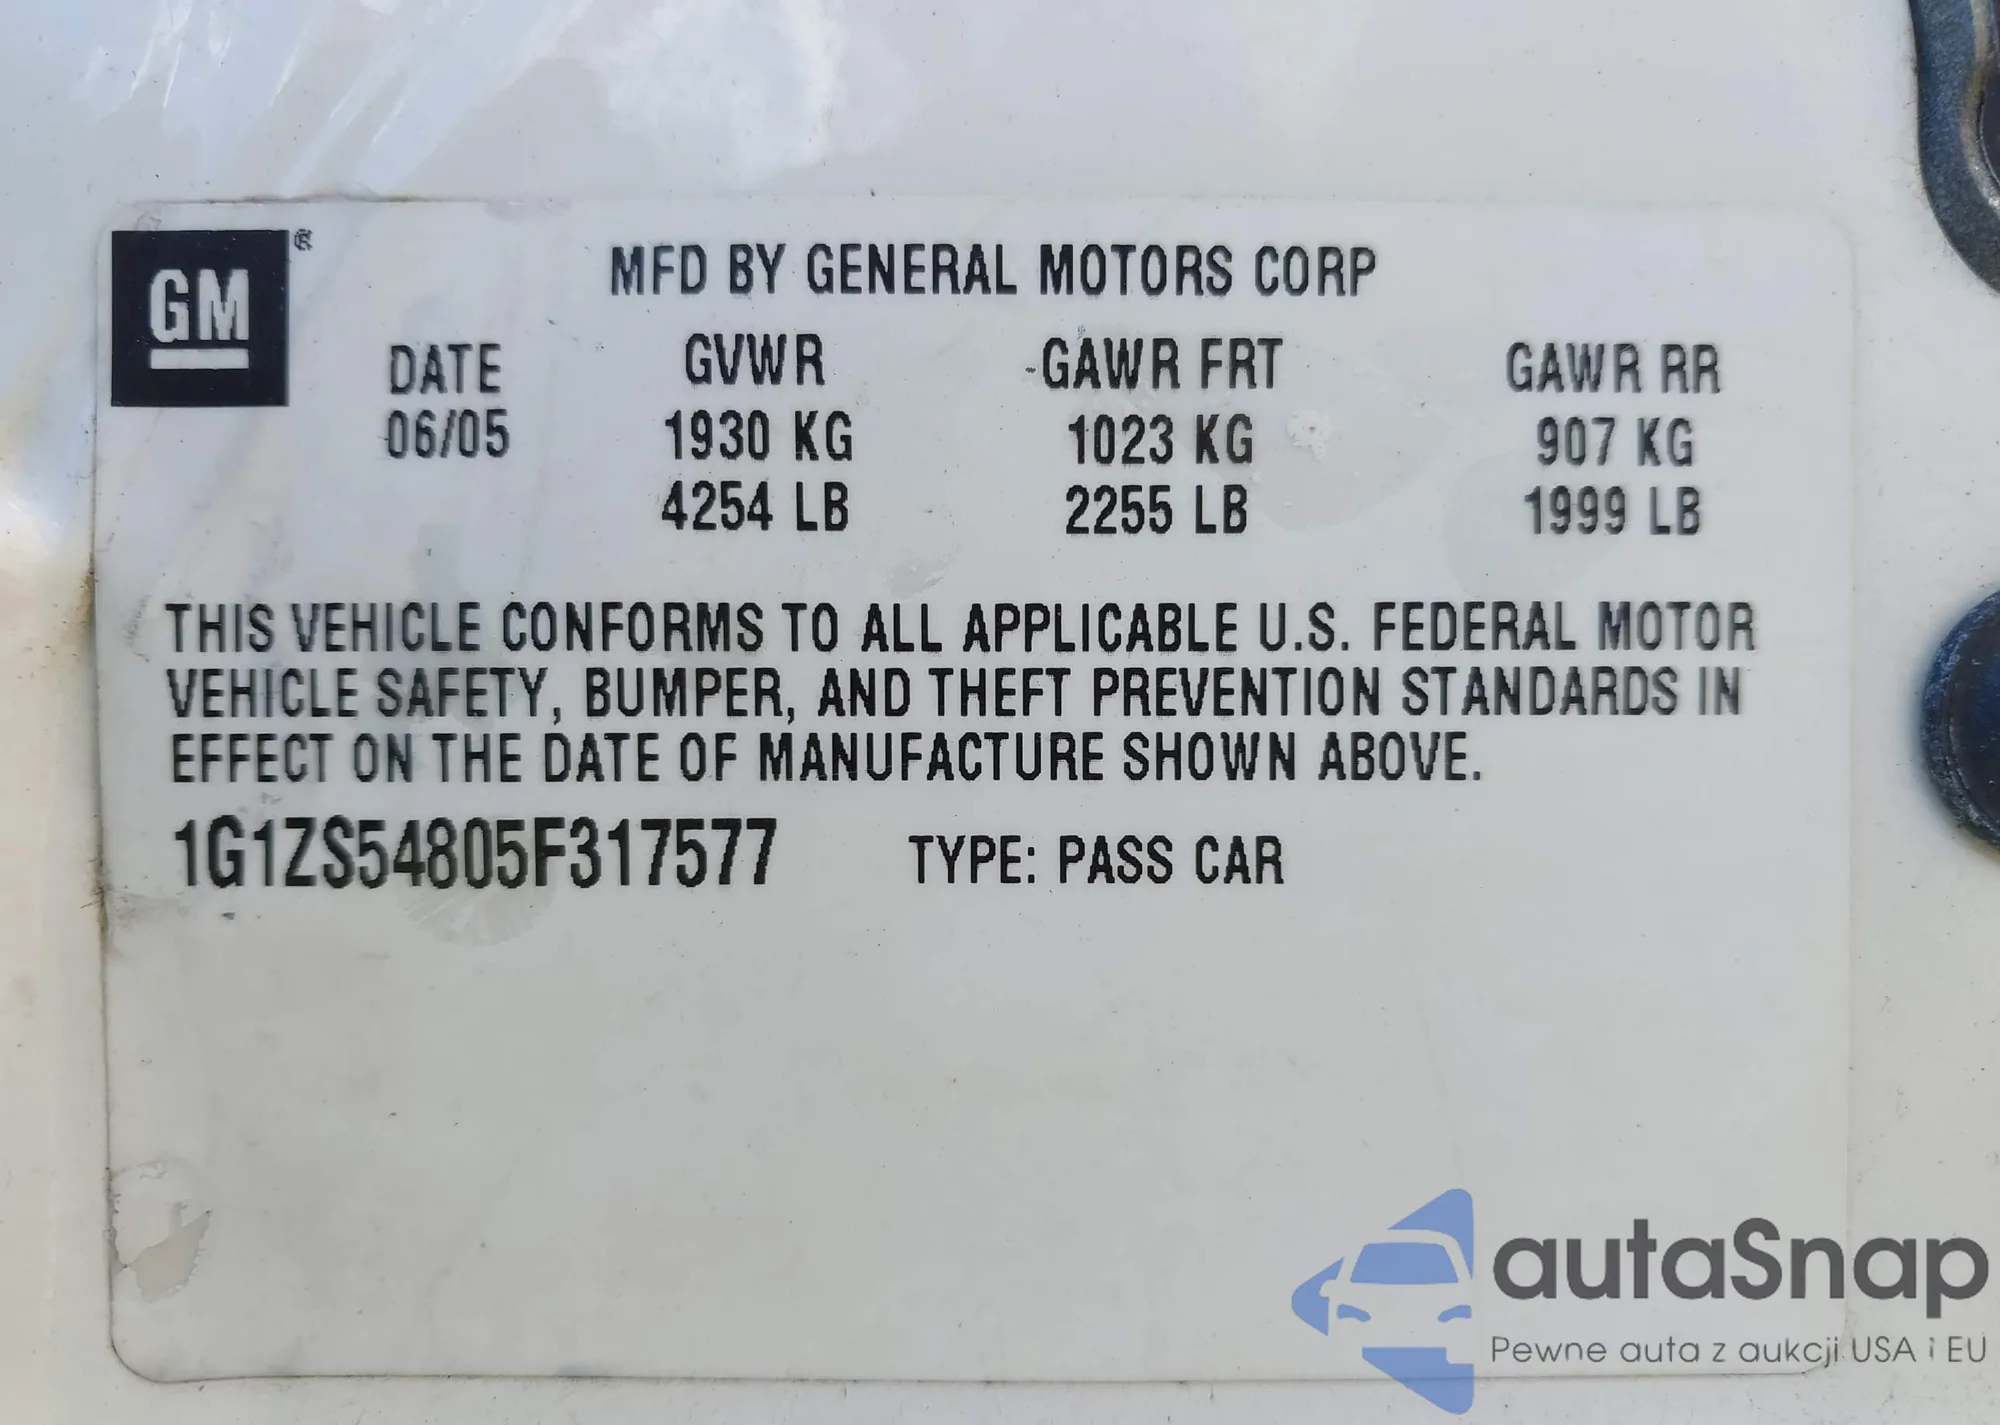 GM®
MFD BY GENERAL MOTORS CORP
DATE GVWR GAWR FRT GAWR RR
06/05 1930 KG 1023 KG 907 KG
4254 LB 2255 LB 1999 LB
THIS VEHICLE CONFORMS TO ALL APPLICABLE U.S. FEDERAL MOTOR
VEHICLE SAFETY, BUMPER, AND THEFT PREVENTION STANDARDS IN
EFFECT ON THE DATE OF MANUFACTURE SHOWN ABOVE.
1G1ZS54805F317577 TYPE: PASS CAR
autaSnap
Pewne auta z aukcji USA i EU